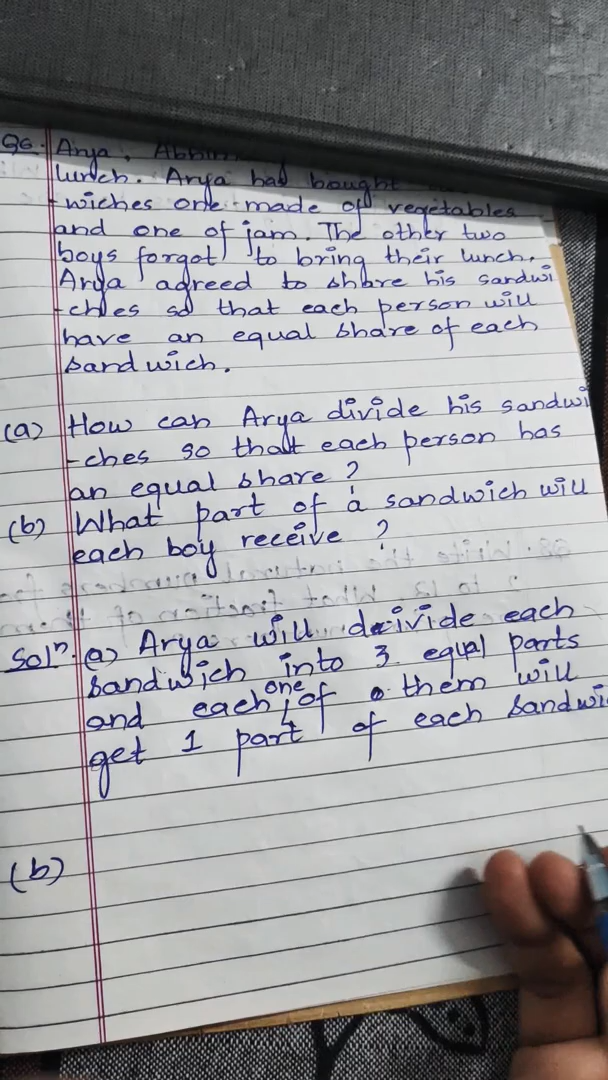 Q6. Arya,
lunch. Arya had bought
-wiches one made of vegetables
and one of jam. The other two
boys forgot to bring their lunch.
Arya agreed to share his sandwi
-ches so that each person will
have an equal share of each
sandwich.
(a) How can Arya divide his sandwi
-ches so that each person has
an equal share?
(b) What part of a sandwich will
each boy receive?
Soln. (a) Arya will divide each
sandwich into 3 equal parts
and each one of them will
get 1 part of each sandwi
(b)